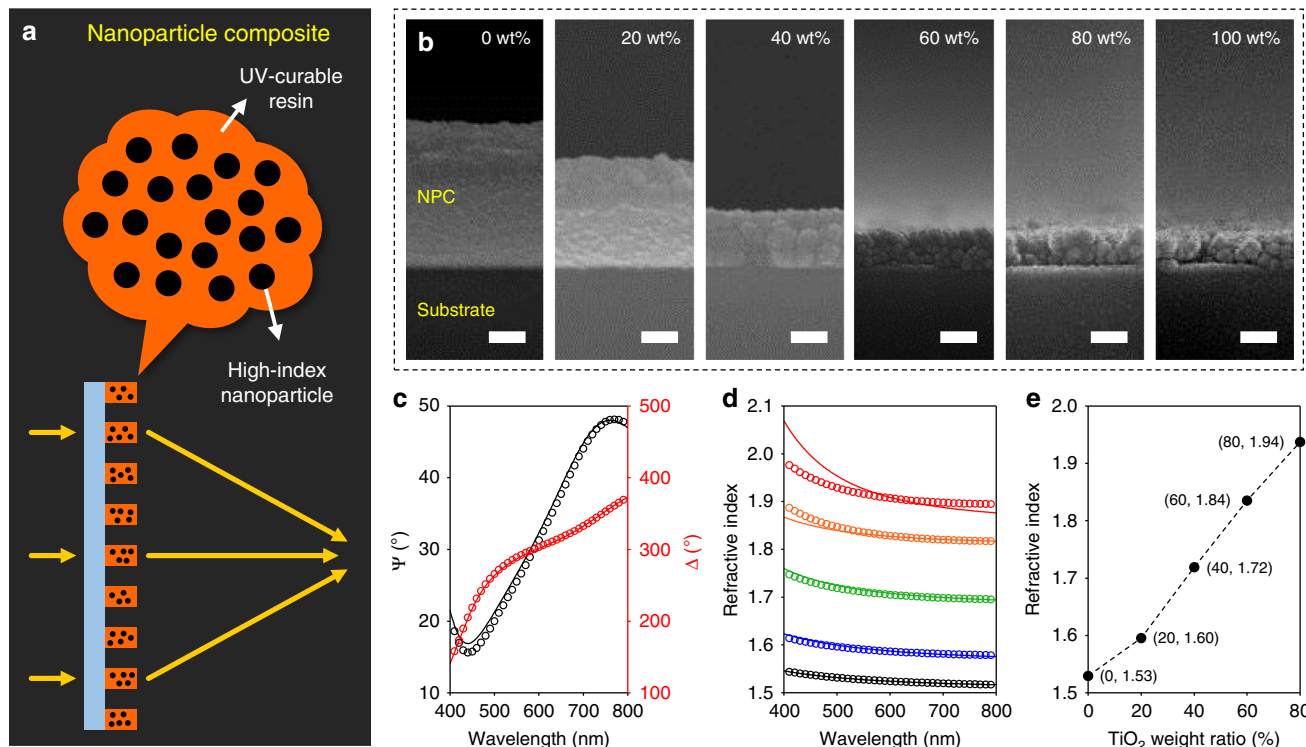 a
Nanoparticle composite
UV-curable
resin
High-index
nanoparticle
b
0 wt%
20 wt%
40 wt%
60 wt%
80 wt%
100 wt%
NPC
Substrate
c
50
40
30
20
10
Ψ (°)
500
400
300
200
100
Δ (°)
400 500 600 700 800
Wavelength (nm)
d
2.1
2.0
1.9
1.8
1.7
1.6
1.5
Refractive index
400 500 600 700 800
Wavelength (nm)
e
2.0
1.9
1.8
1.7
1.6
1.5
Refractive index
(80, 1.94)
(60, 1.84)
(40, 1.72)
(20, 1.60)
(0, 1.53)
0 20 40 60 80
TiO₂ weight ratio (%)